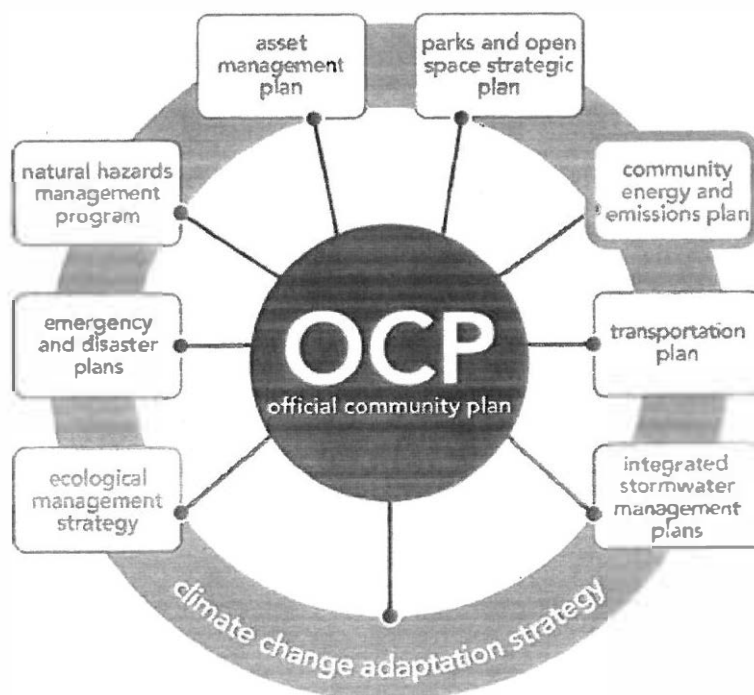 asset
management
plan
parks and open
space strategic
plan
natural hazards
management
program
community
energy and
emissions plan
emergency
and disaster
plans
OCP
official community plan
transportation
plan
ecological
management
strategy
integrated
stormwater
management
plans
climate change adaptation strategy